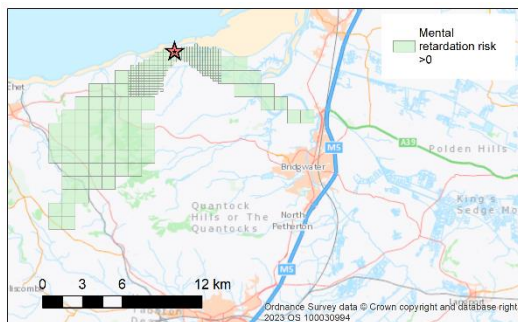 Mental
retardation risk
>0
chet
A39
M5
Polden Hills
Bridgwater
Quantock
Hills or The
Quantocks
North
Petherton
King's
Sedge Mo
M5
0 3 6 12 km
Ordnance Survey data © Crown copyright and database right
2023 OS 100030994